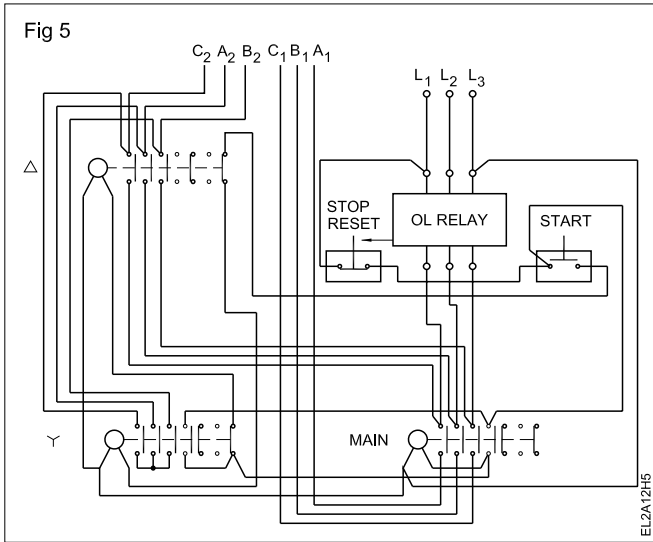 Fig 5
C2 A2 B2 C1 B1 A1
L1 L2 L3
△
STOP
RESET
OL RELAY
START
Y
MAIN
EL2A12H5